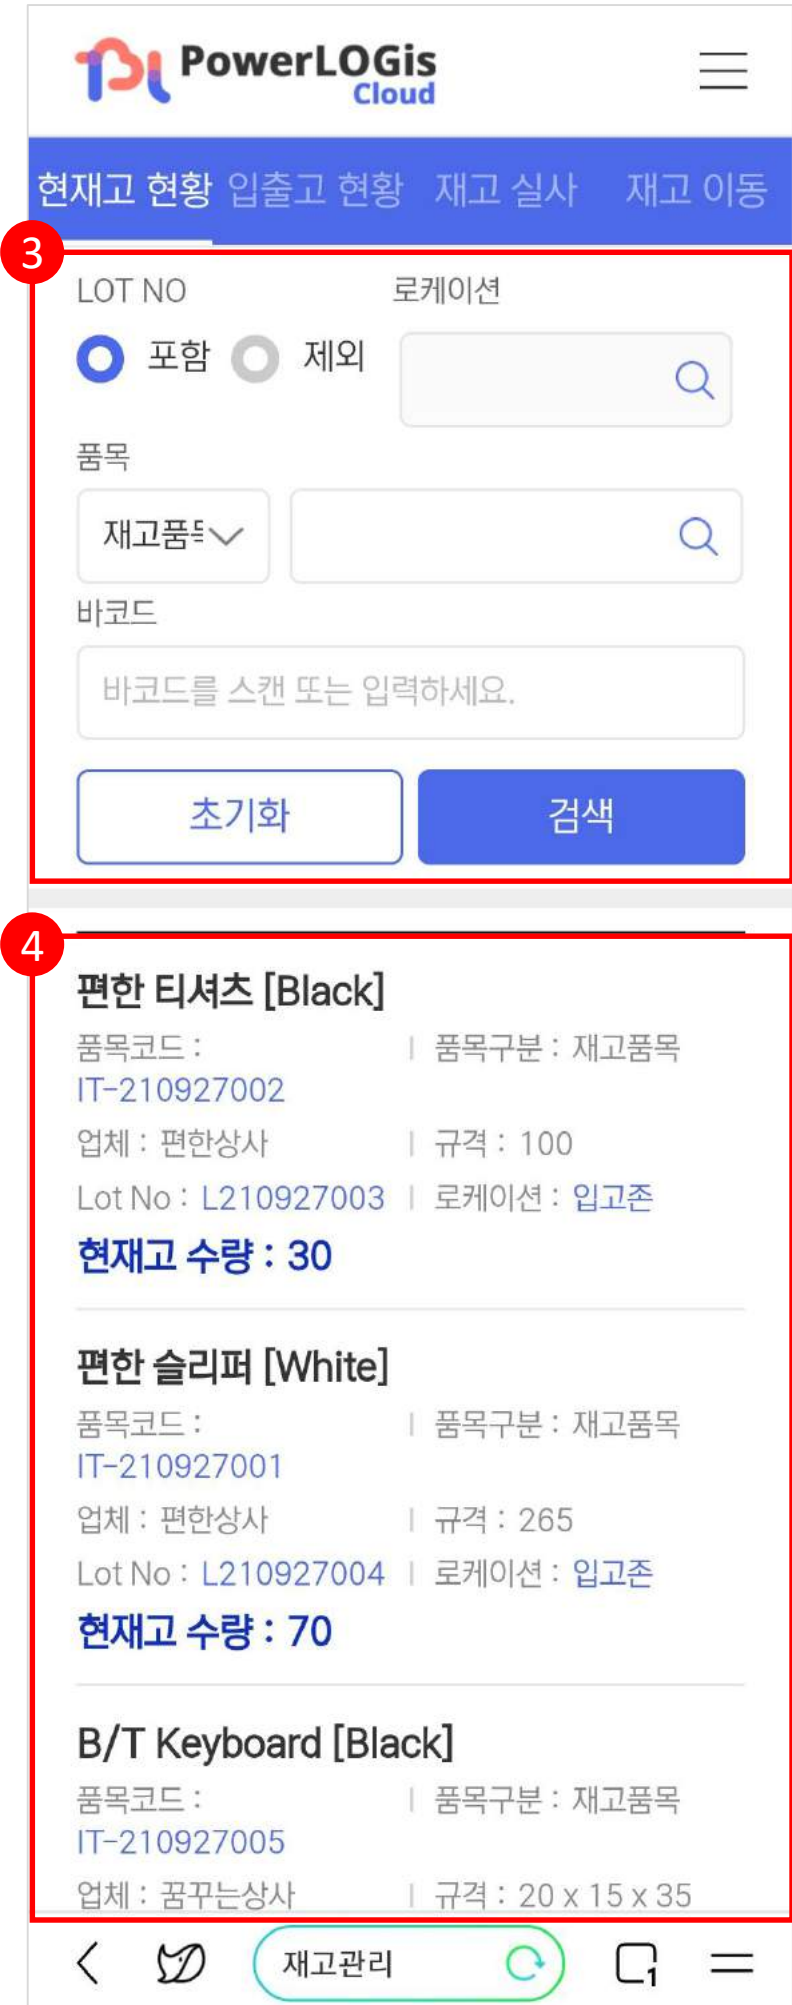 PowerLOGis
Cloud
현재고 현황 입출고 현황 재고 실사 재고 이동
3
LOT NO 로케이션
포함 제외
품목
재고품목
바코드
바코드를 스캔 또는 입력하세요.
초기화 검색
4
편한 티셔츠 [Black]
품목코드 : | 품목구분 : 재고품목
IT-210927002
업체 : 편한상사 | 규격 : 100
Lot No : L210927003 | 로케이션 : 입고존
현재고 수량 : 30
편한 슬리퍼 [White]
품목코드 : | 품목구분 : 재고품목
IT-210927001
업체 : 편한상사 | 규격 : 265
Lot No : L210927004 | 로케이션 : 입고존
현재고 수량 : 70
B/T Keyboard [Black]
품목코드 : | 품목구분 : 재고품목
IT-210927005
업체 : 꿈꾸는상사 | 규격 : 20 x 15 x 35
재고관리 1